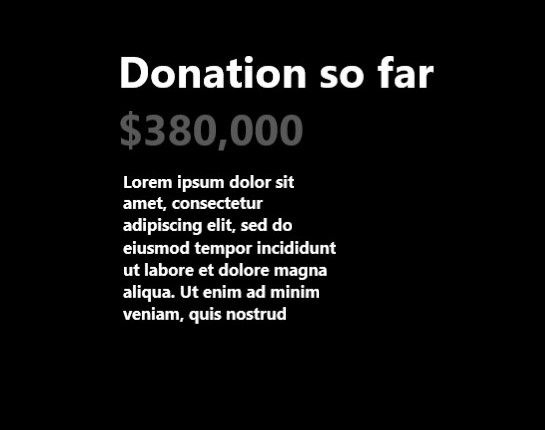 Donation so far
$380,000
Lorem ipsum dolor sit
amet, consectetur
adipiscing elit, sed do
eiusmod tempor incididunt
ut labore et dolore magna
aliqua. Ut enim ad minim
veniam, quis nostrud